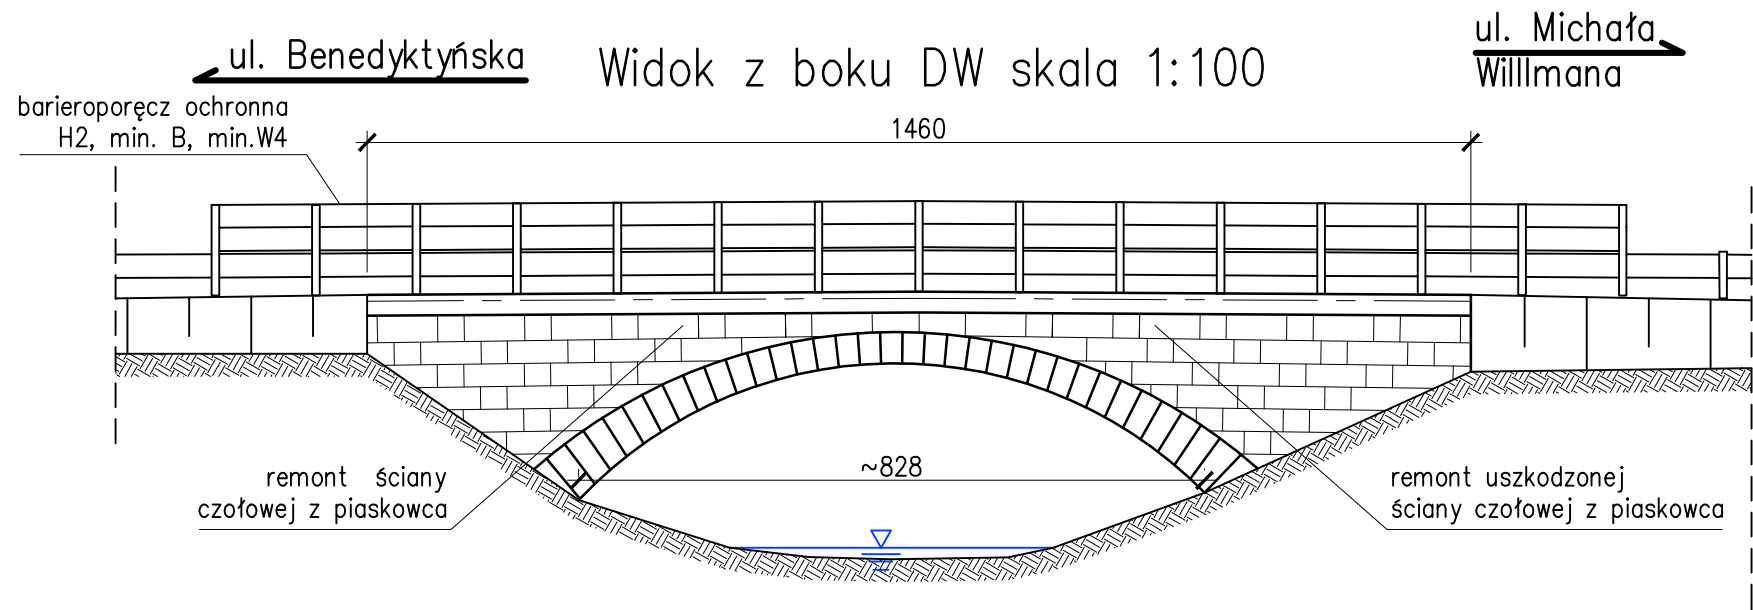 ul. Benedyktyńska
Widok z boku DW skala 1:100
ul. Michała
Willlmana
barieroporęcz ochronna
H2, min. B, min.W4
1460
~828
remont ściany
czołowej z piaskowca
remont uszkodzonej
ściany czołowej z piaskowca